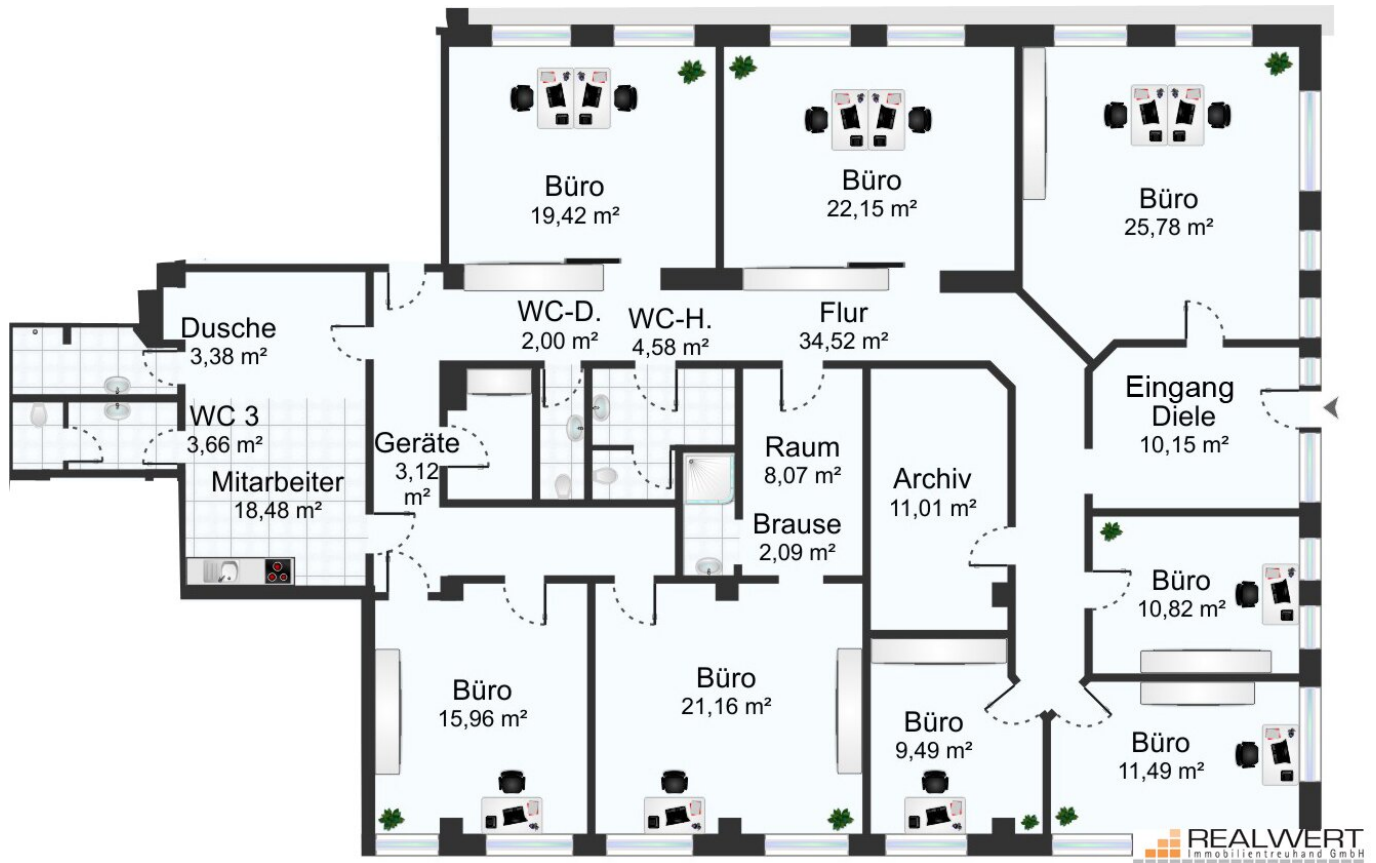 Büro
19,42 m²
Büro
22,15 m²
Büro
25,78 m²
Dusche
3,38 m²
WC-D.
2,00 m²
WC-H.
4,58 m²
Flur
34,52 m²
Eingang
Diele
10,15 m²
WC 3
3,66 m²
Mitarbeiter
18,48 m²
Geräte
3,12
m²
Raum
8,07 m²
Brause
2,09 m²
Archiv
11,01 m²
Büro
10,82 m²
Büro
15,96 m²
Büro
21,16 m²
Büro
9,49 m²
Büro
11,49 m²
REALWERT
Immobilientreuhand GmbH